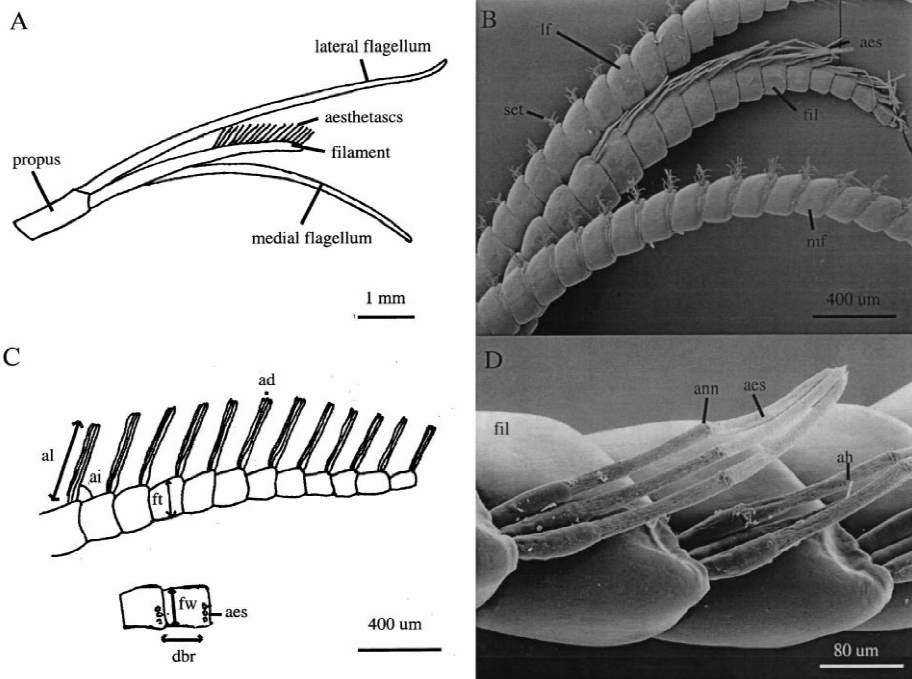 A
lateral flagellum
aesthetascs
filament
propus
medial flagellum
1 mm
B
lf
aes
set
fil
mf
400 um
C
ad
al
ai
ft
fw
aes
dbr
400 um
D
ann
aes
fil
ah
80 um